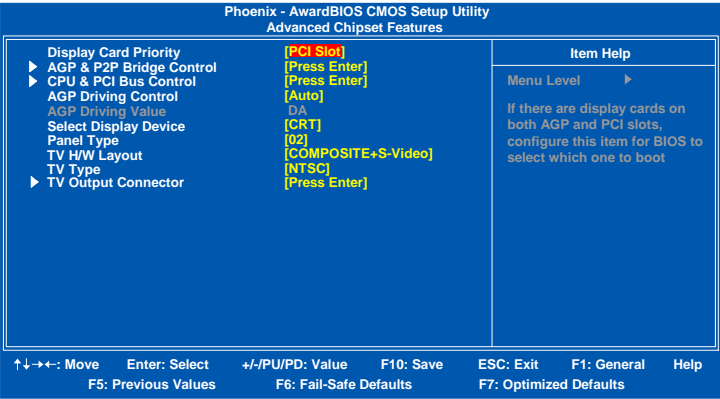 Phoenix - AwardBIOS CMOS Setup Utility
Advanced Chipset Features
Display Card Priority [PCI Slot]
AGP & P2P Bridge Control [Press Enter]
CPU & PCI Bus Control [Press Enter]
AGP Driving Control [Auto]
AGP Driving Value DA
Select Display Device [CRT]
Panel Type [02]
TV H/W Layout [COMPOSITE+S-Video]
TV Type [NTSC]
TV Output Connector [Press Enter]
Item Help
Menu Level
If there are display cards on
both AGP and PCI slots,
configure this item for BIOS to
select which one to boot
↑↓→←: Move Enter: Select +/-/PU/PD: Value F10: Save ESC: Exit F1: General Help
F5: Previous Values F6: Fail-Safe Defaults F7: Optimized Defaults